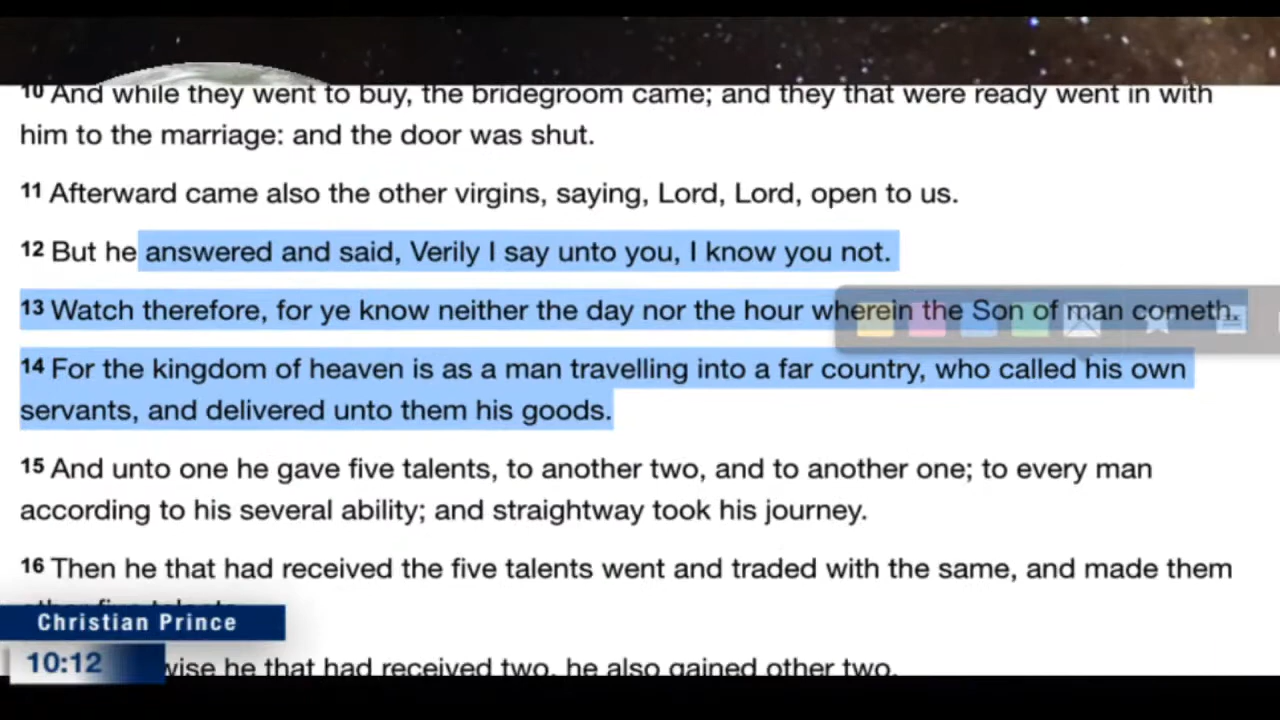 10 And while they went to buy, the bridegroom came; and they that were ready went in with
him to the marriage: and the door was shut.
11 Afterward came also the other virgins, saying, Lord, Lord, open to us.
12 But he answered and said, Verily I say unto you, I know you not.
13 Watch therefore, for ye know neither the day nor the hour wherein the Son of man cometh.
14 For the kingdom of heaven is as a man travelling into a far country, who called his own
servants, and delivered unto them his goods.
15 And unto one he gave five talents, to another two, and to another one; to every man
according to his several ability; and straightway took his journey.
16 Then he that had received the five talents went and traded with the same, and made them
other five talents
Christian Prince
10:12
wise he that had received two, he also gained other two.